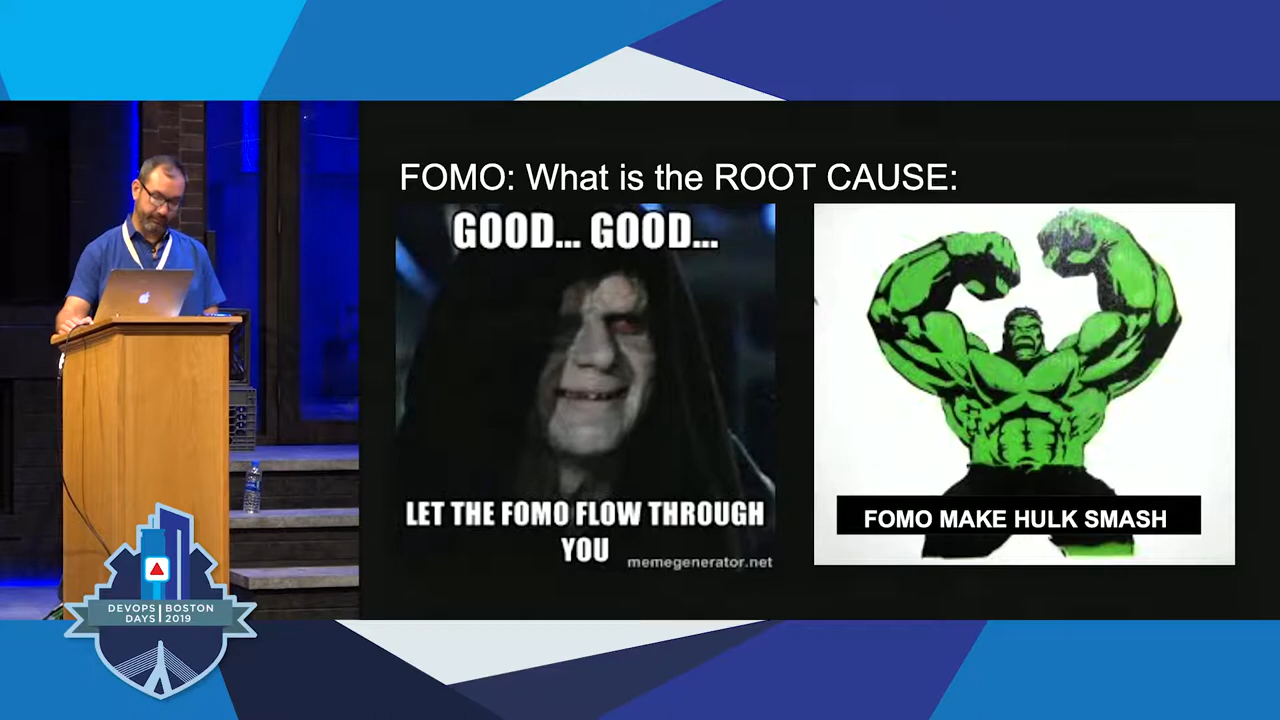 FOMO: What is the ROOT CAUSE:
GOOD... GOOD...
LET THE FOMO FLOW THROUGH
YOU
memegenerator.net
FOMO MAKE HULK SMASH
DEVOPS BOSTON
DAYS 2019